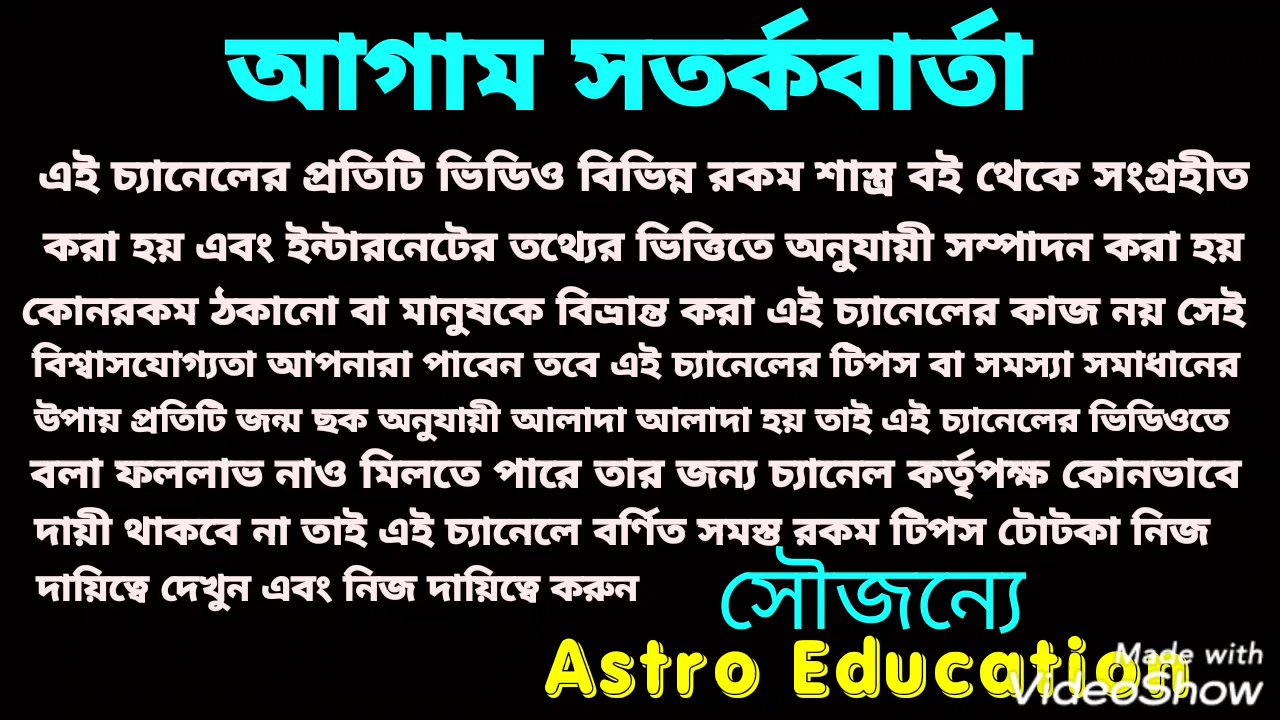 আগাম সতর্কবার্তা
এই চ্যানেলের প্রতিটি ভিডিও বিভিন্ন রকম শাস্ত্র বই থেকে সংগ্রহীত
করা হয় এবং ইন্টারনেটের তথ্যের ভিত্তিতে অনুযায়ী সম্পাদন করা হয়
কোনরকম ঠকানো বা মানুষকে বিভ্রান্ত করা এই চ্যানেলের কাজ নয় সেই
বিশ্বাসযোগ্যতা আপনারা পাবেন তবে এই চ্যানেলের টিপস বা সমস্যা সমাধানের
উপায় প্রতিটি জন্ম ছক অনুযায়ী আলাদা আলাদা হয় তাই এই চ্যানেলের ভিডিওতে
বলা ফললাভ নাও মিলতে পারে তার জন্য চ্যানেল কর্তৃপক্ষ কোনভাবে
দায়ী থাকবে না তাই এই চ্যানেলে বর্ণিত সমস্ত রকম টিপস টোটকা নিজ
দায়িত্বে দেখুন এবং নিজ দায়িত্বে করুন
সৌজন্যে
Astro Education
Made with
VideoShow